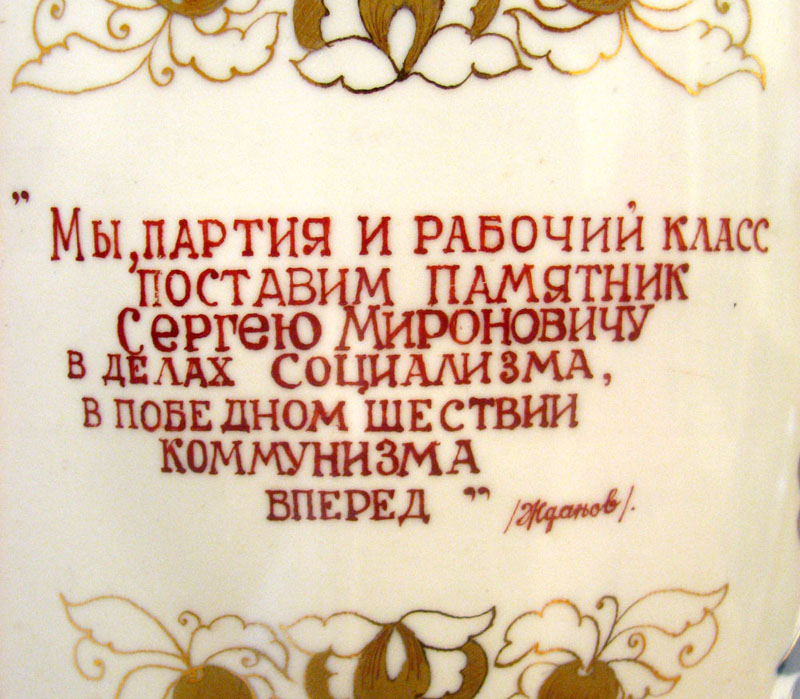 " Мы, ПАРТИЯ И РАБОЧИЙ КЛАСС
ПОСТАВИМ ПАМЯТНИК
СЕРГЕЮ МИРОНОВИЧУ
В ДЕЛАХ СОЦИАЛИЗМА,
В ПОБЕДНОМ ШЕСТВИИ
КОММУНИЗМА
ВПЕРЕД " /Жданов/.